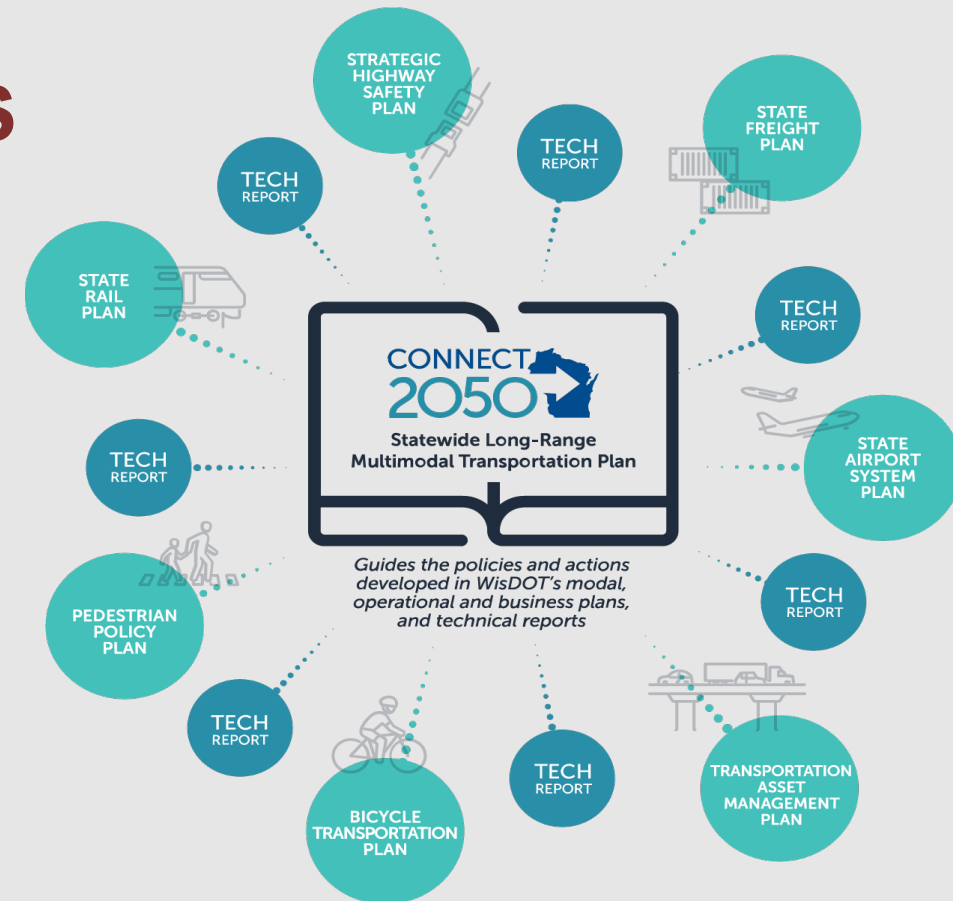 S
STRATEGIC
HIGHWAY
SAFETY
PLAN
TECH
REPORT
STATE
FREIGHT
PLAN
TECH
REPORT
STATE
RAIL
PLAN
TECH
REPORT
CONNECT
2050
Statewide Long-Range
Multimodal Transportation Plan
TECH
REPORT
STATE
AIRPORT
SYSTEM
PLAN
Guides the policies and actions
developed in WisDOT's modal,
operational and business plans,
and technical reports
PEDESTRIAN
POLICY
PLAN
TECH
REPORT
TECH
REPORT
BICYCLE
TRANSPORTATION
PLAN
TECH
REPORT
TRANSPORTATION
ASSET
MANAGEMENT
PLAN